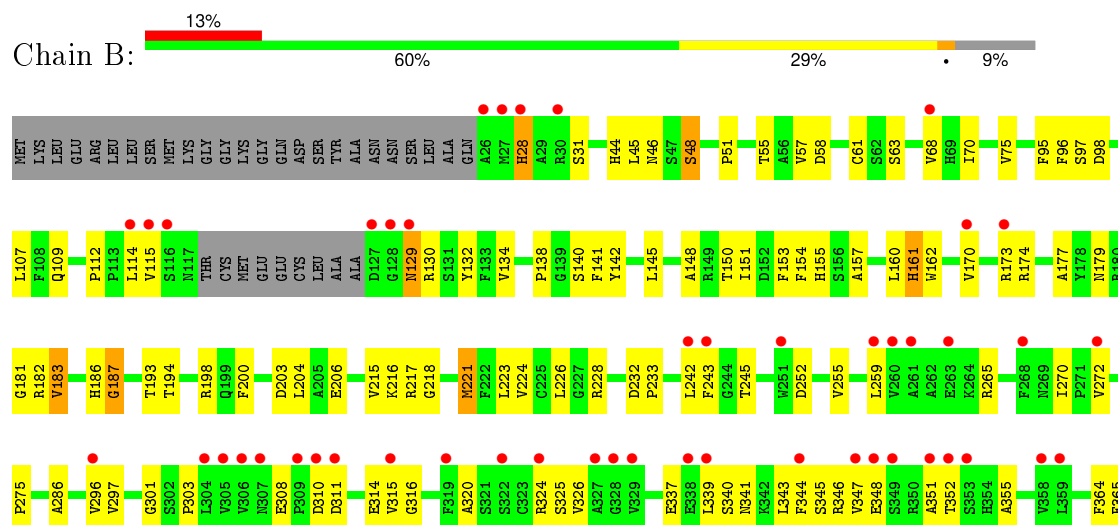 13%
Chain B:
60% 29% • 9%
MET LYS LEU GLU ARG LEU LEU SER MET LYS GLY GLY LYS GLY GLN ASP SER TYR ALA ASN ASN SER LEU ALA GLN A26 M27 H28 A29 R30 S31 H44 L45 N46 S47 S48 P51 T55 A56 V57 D58 C61 S62 S63 V68 H69 I70 V75 F95 F96 S97 D98
L107 F108 Q109 P112 P113 L114 V115 S116 N117 THR CYS MET GLU GLU CYS LEU ALA ALA D127 G128 N129 R130 S131 Y132 F133 V134 P138 G139 S140 F141 Y142 L145 A148 R149 T150 I151 D152 F153 F154 H155 S156 A157 L160 H161 W162 V170 R173 R174 A177 Y178 N179
G181 R182 V183 H186 G187 T193 T194 R198 Q199 F200 D203 L204 A205 E206 V215 K216 R217 G218 M221 F222 L223 V224 C225 L226 G227 R228 D232 P233 L242 F243 G244 T245 W251 D252 V255 L259 V260 A261 A262 E263 K264 R265 F268 N269 I270 P271 V272
P275 A286 V296 V297 G301 S302 P303 L304 V305 V306 N307 E308 P309 D310 D311 E314 V315 G316 F319 A320 S321 S322 C323 R324 S325 V326 A327 G328 V329 E337 E338 L339 S340 N341 K342 L343 F344 S345 R346 V347 E348 S349 R350 A351 T352 S353 H354 A355 V358 L359 F364